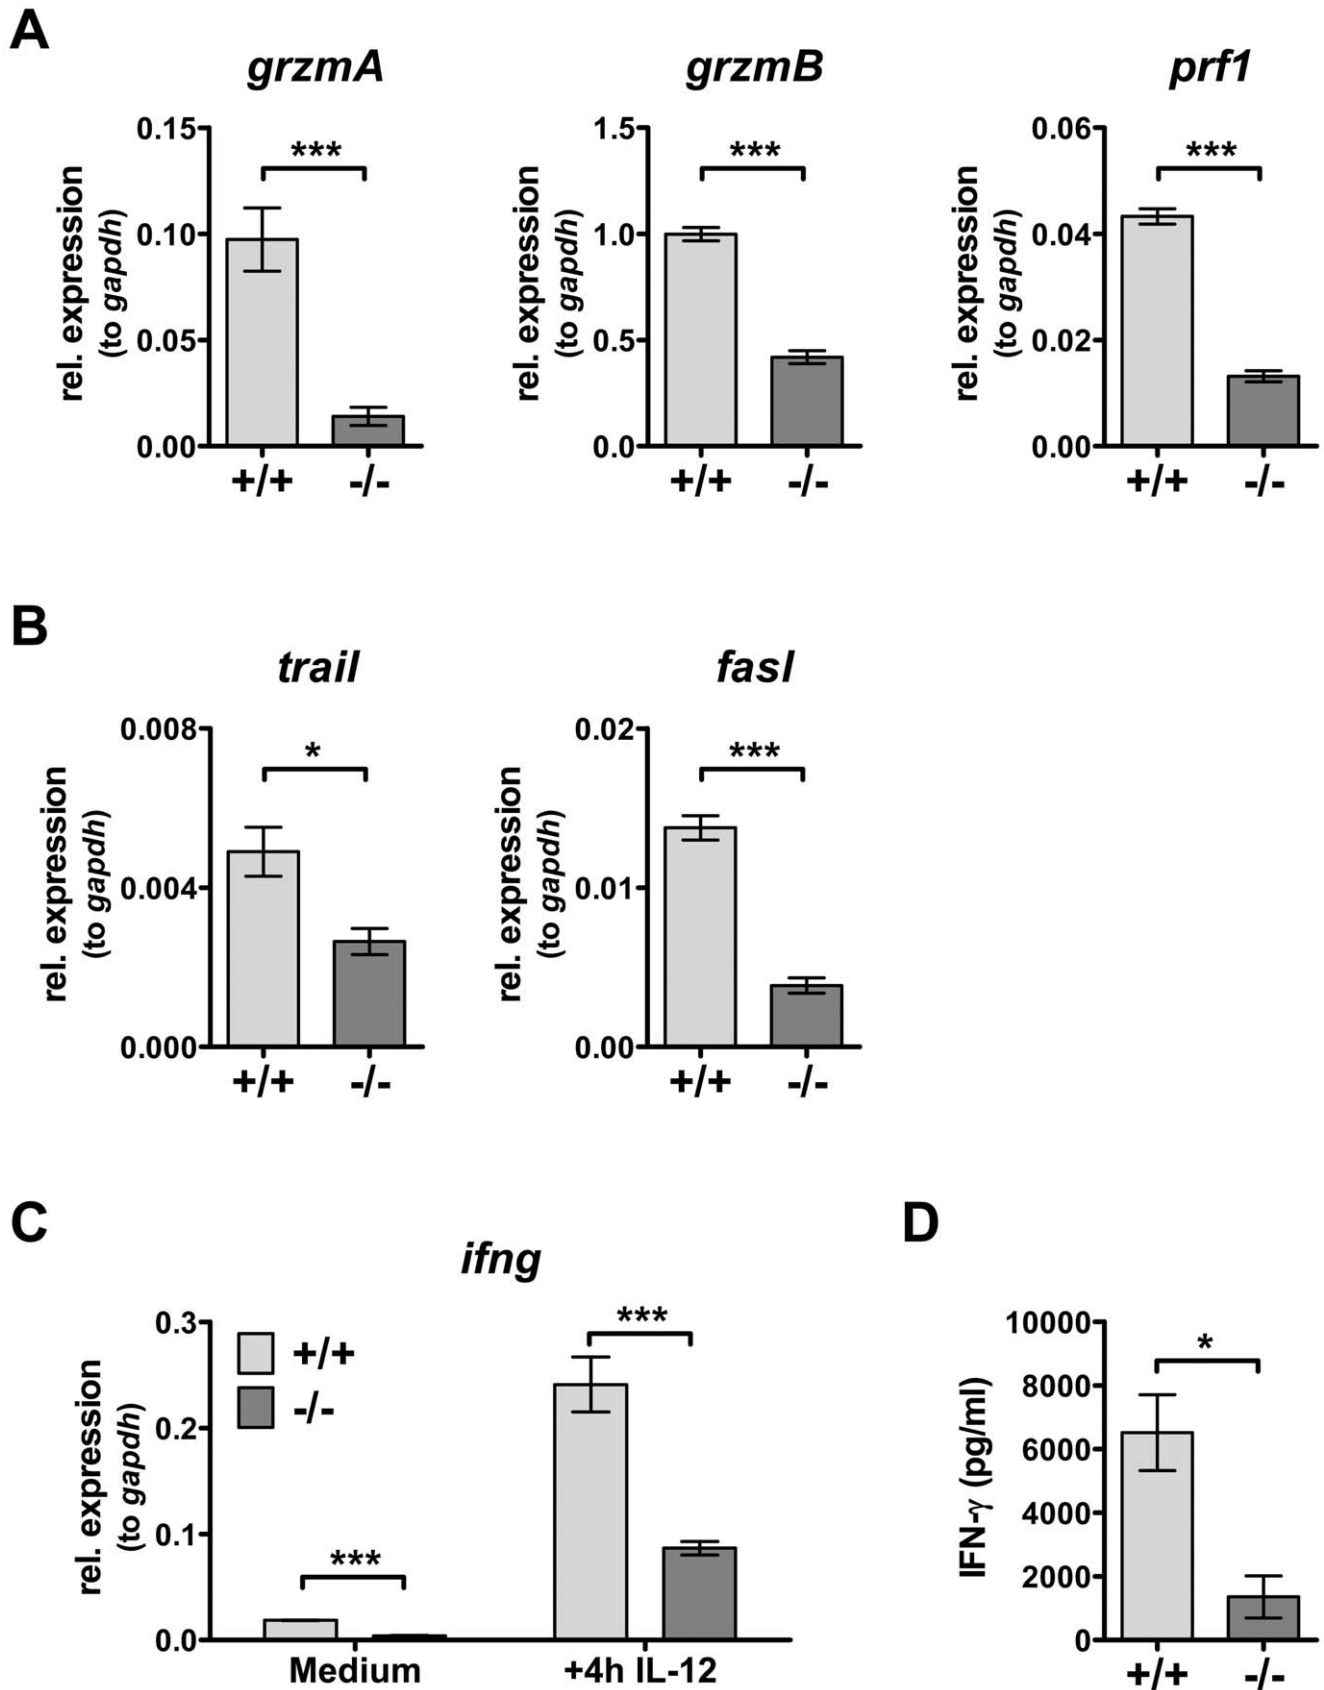 A
grzmA
grzmB
prf1
rel. expression
(to gapdh)
0.15
0.10
0.05
0.00
***
+/+
-/-
rel. expression
(to gapdh)
1.5
1.0
0.5
0.0
***
+/+
-/-
rel. expression
(to gapdh)
0.06
0.04
0.02
0.00
***
+/+
-/-
B
trail
fasl
rel. expression
(to gapdh)
0.008
0.004
0.000
*
+/+
-/-
rel. expression
(to gapdh)
0.02
0.01
0.00
***
+/+
-/-
C
ifng
rel. expression
(to gapdh)
0.3
0.2
0.1
0.0
+/+
-/-
***
***
Medium
+4h IL-12
D
IFN-γ (pg/ml)
10000
8000
6000
4000
2000
0
*
+/+
-/-